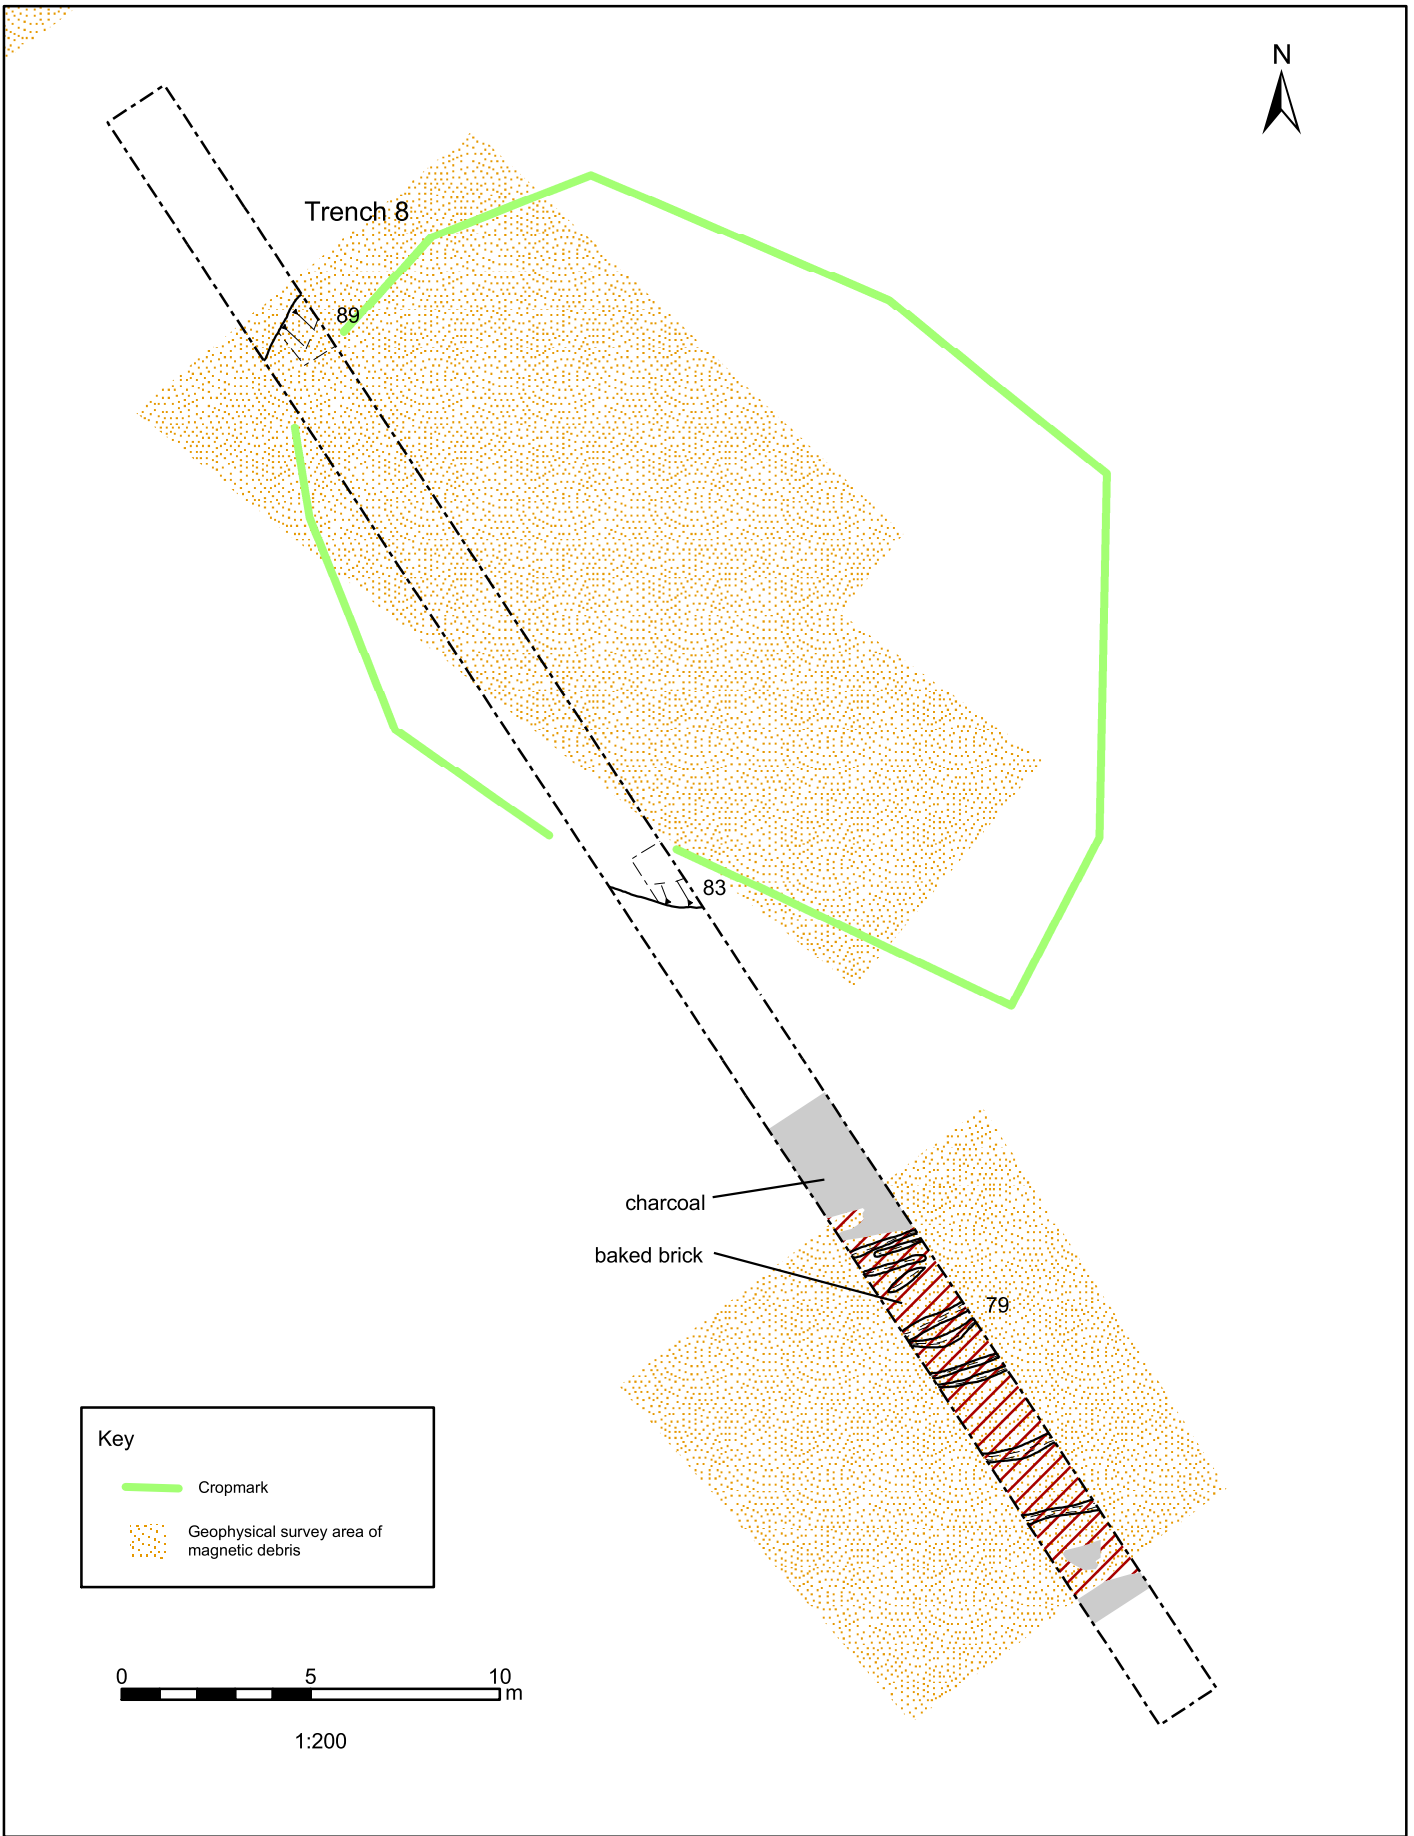 N
Trench 8
89
83
charcoal
baked brick
79
Key
Cropmark
Geophysical survey area of
magnetic debris
0 5 10
m
1:200